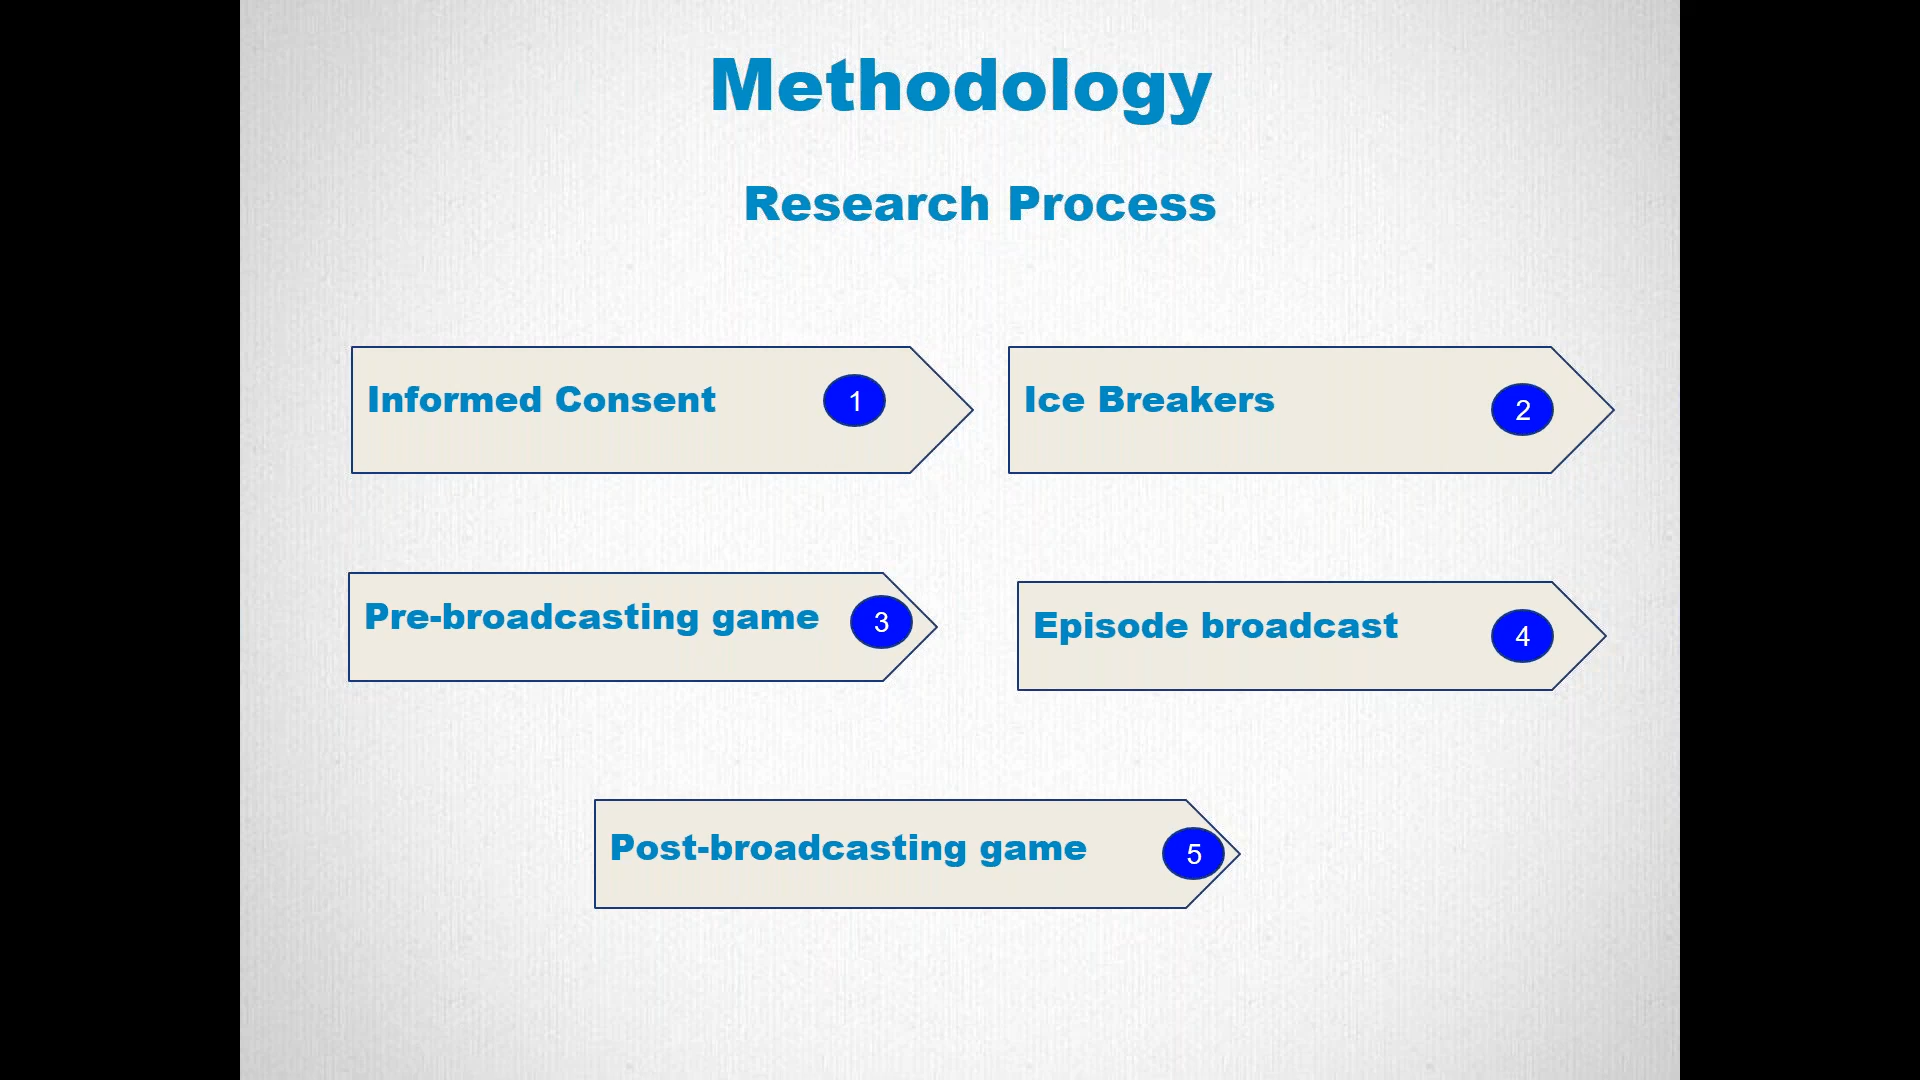 Methodology
Research Process
Informed Consent 1
Ice Breakers 2
Pre-broadcasting game 3
Episode broadcast 4
Post-broadcasting game 5